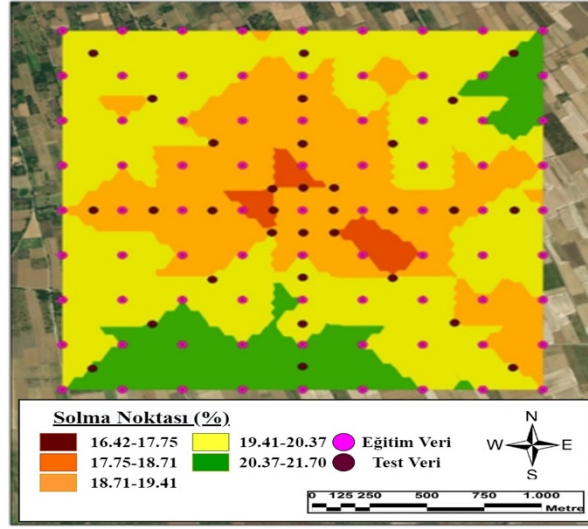 Solma Noktası (%)
16.42-17.75
17.75-18.71
18.71-19.41
19.41-20.37
20.37-21.70
Eğitim Veri
Test Veri
N
W E
S
0 125 250 500 750 1.000
Metre